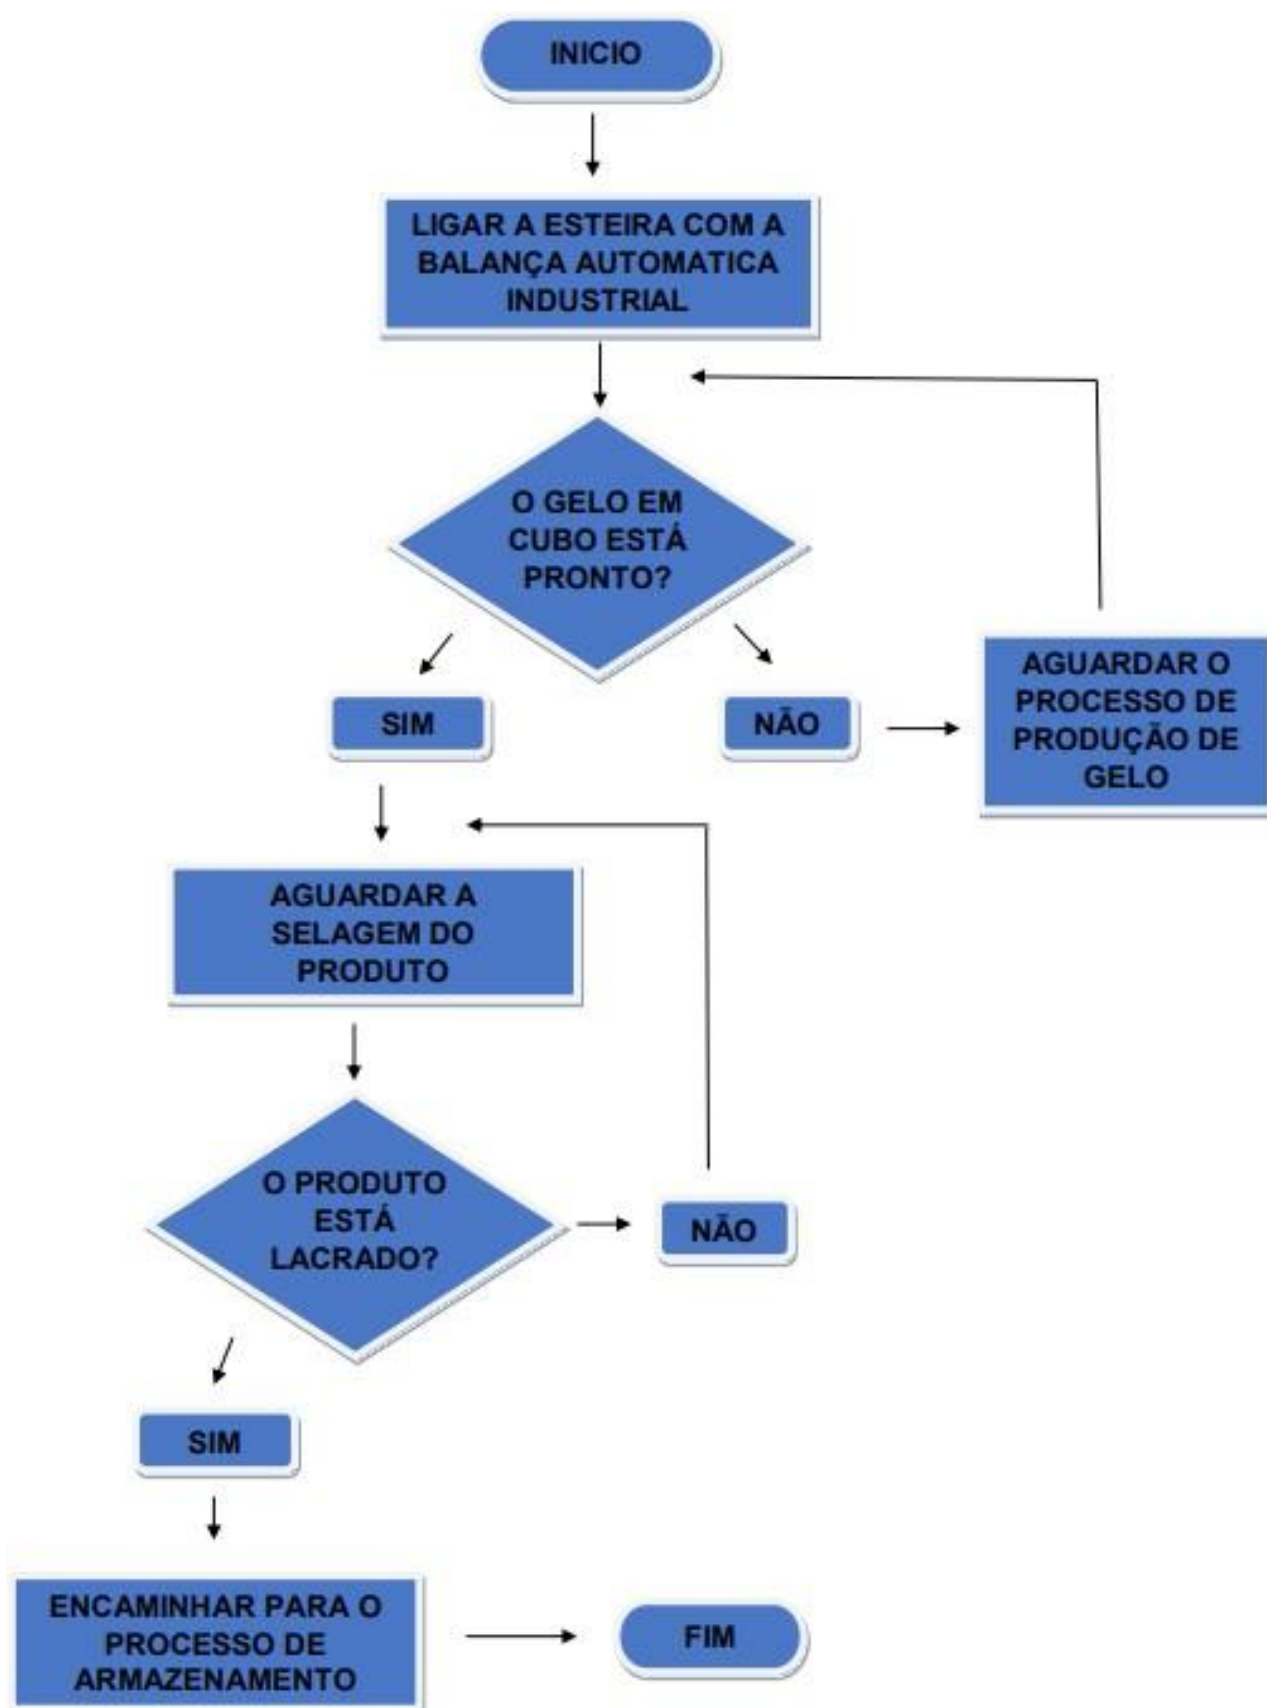 INICIO
LIGAR A ESTEIRA COM A
BALANÇA AUTOMATICA
INDUSTRIAL
O GELO EM
CUBO ESTÁ
PRONTO?
SIM
NÃO
AGUARDAR O
PROCESSO DE
PRODUÇÃO DE
GELO
AGUARDAR A
SELAGEM DO
PRODUTO
O PRODUTO
ESTÁ
LACRADO?
NÃO
SIM
ENCAMINHAR PARA O
PROCESSO DE
ARMAZENAMENTO
FIM